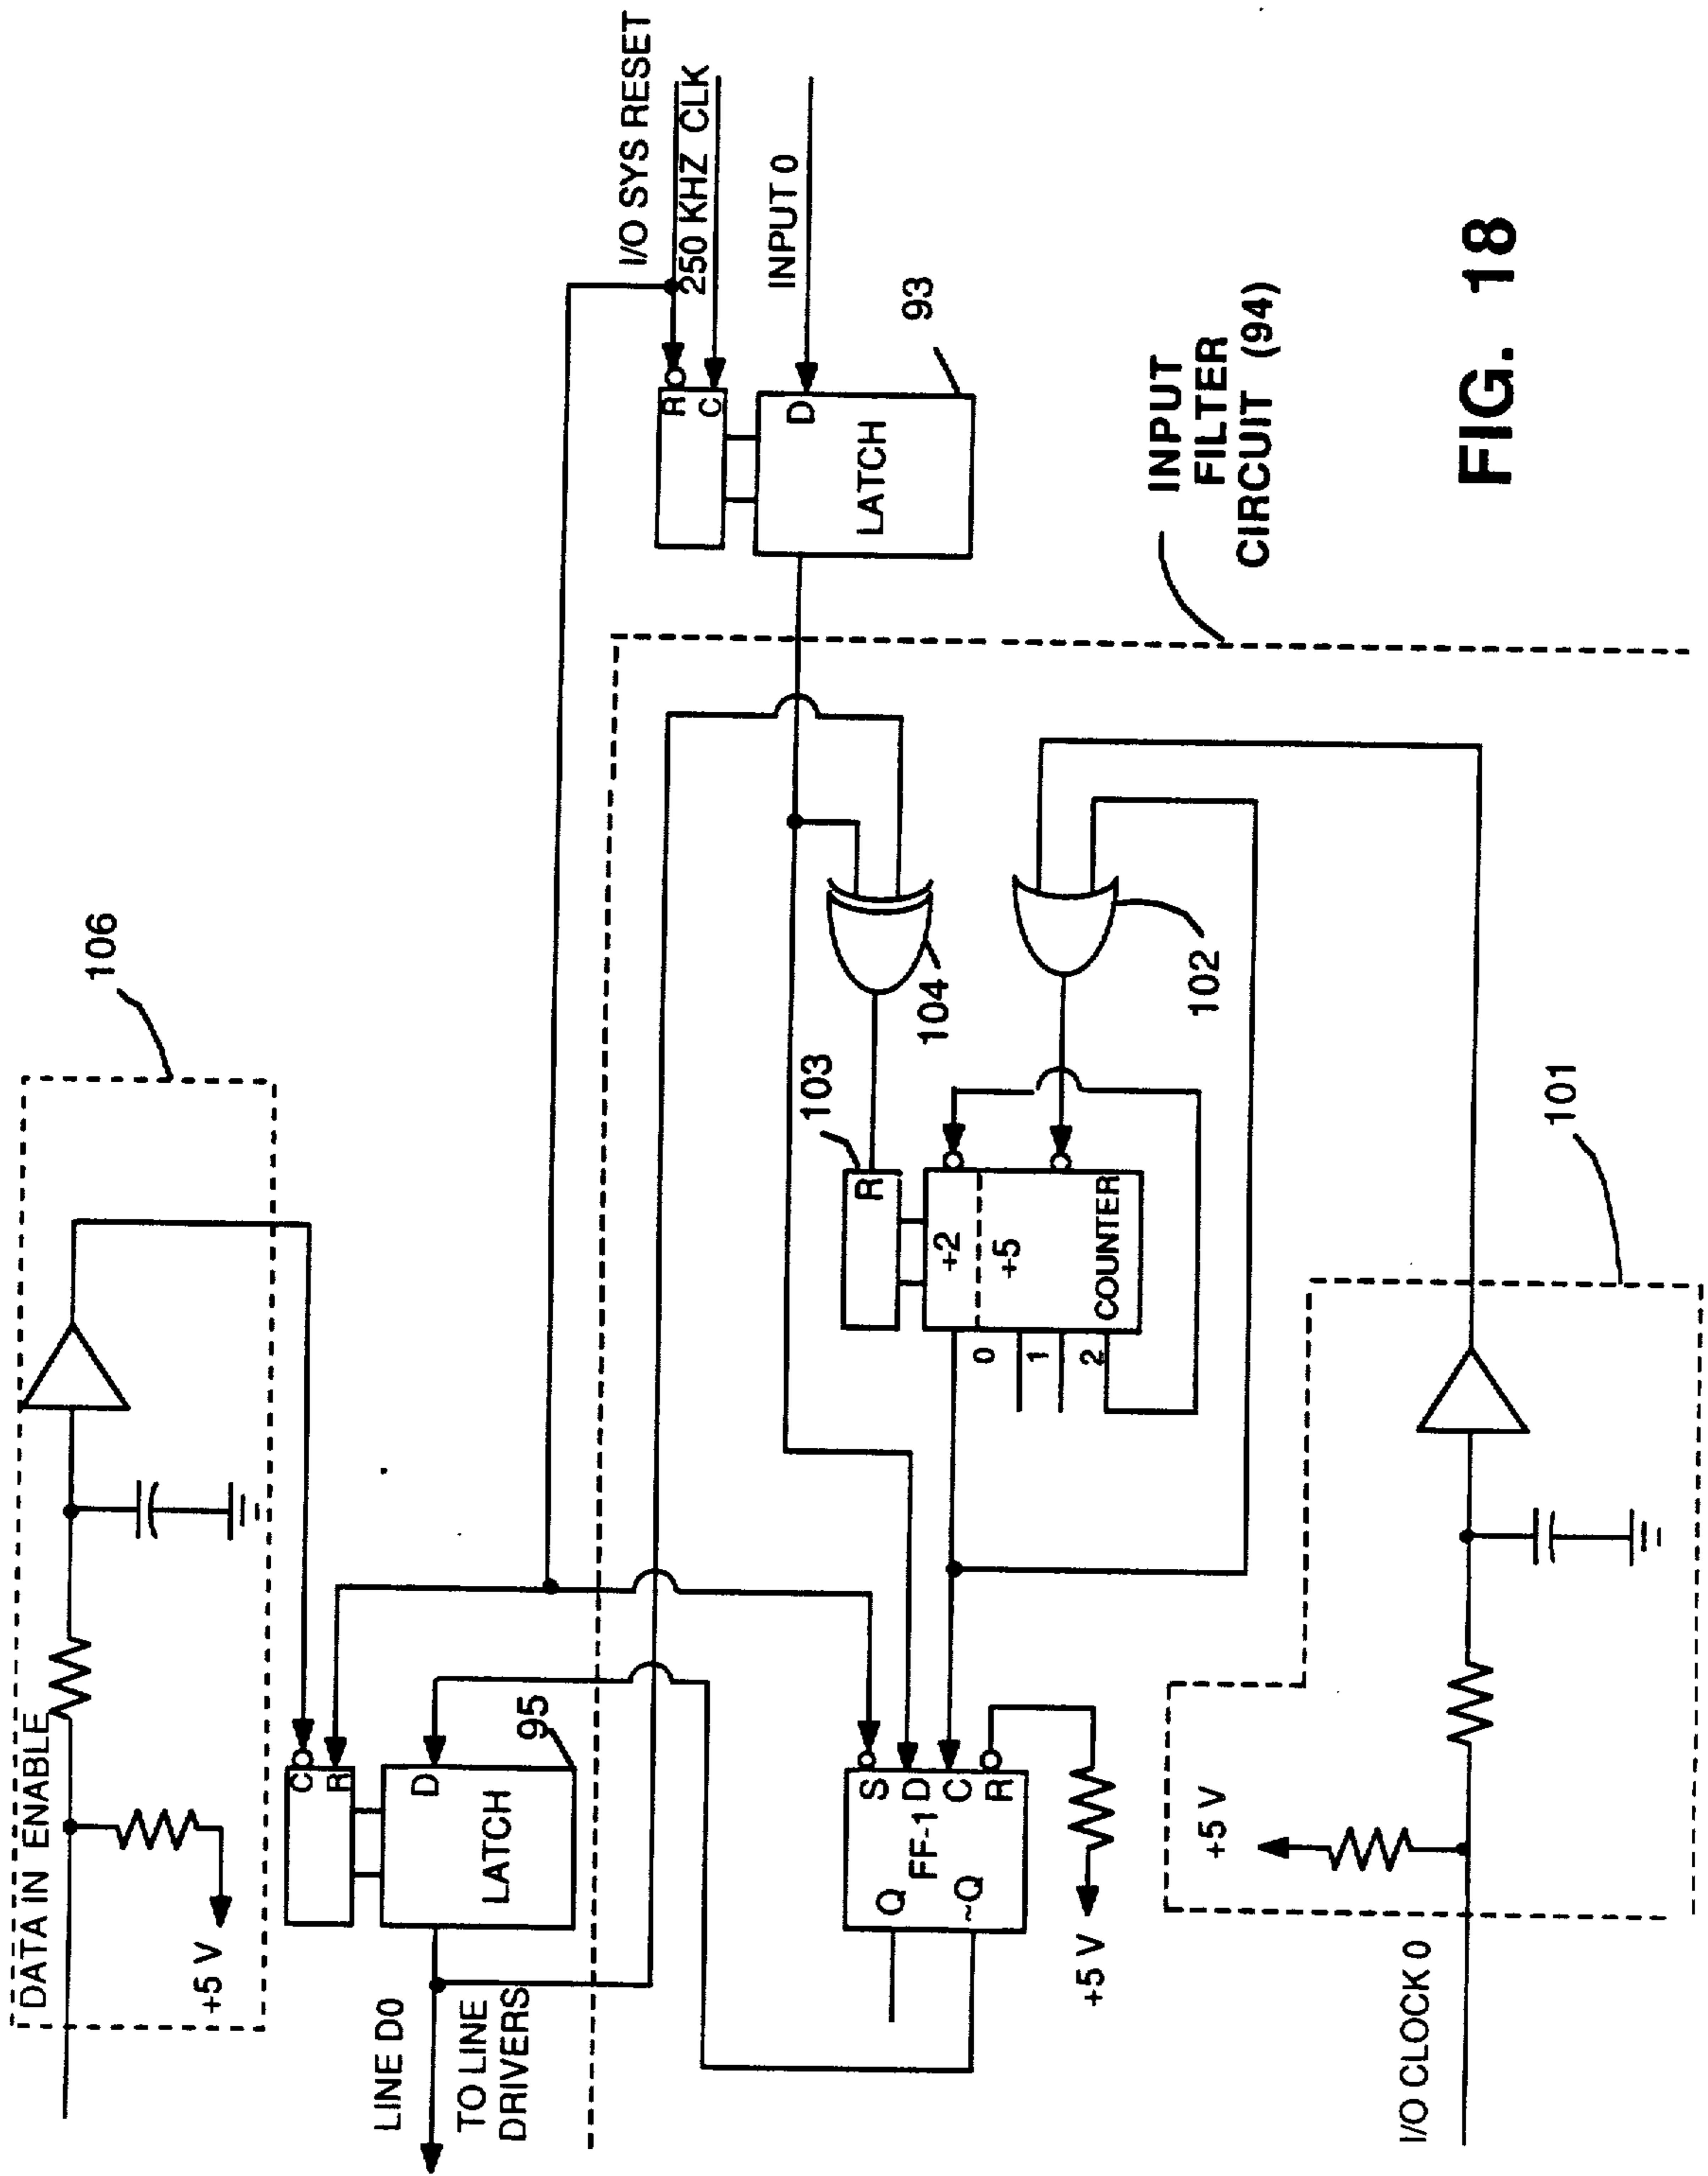 DATA IN ENABLE
+5 V
106
I/O SYS RESET
250 KHZ CLK
INPUT 0
R
C
D
LATCH
93
C
R
D
LATCH
95
LINE D0
TO LINE
DRIVERS
INPUT
FILTER
CIRCUIT (94)
104
102
103
R
+2
+5
COUNTER
0
1
2
S
D
C
R
FF-1
Q
~Q
+5 V
101
+5 V
I/O CLOCK 0
FIG. 18